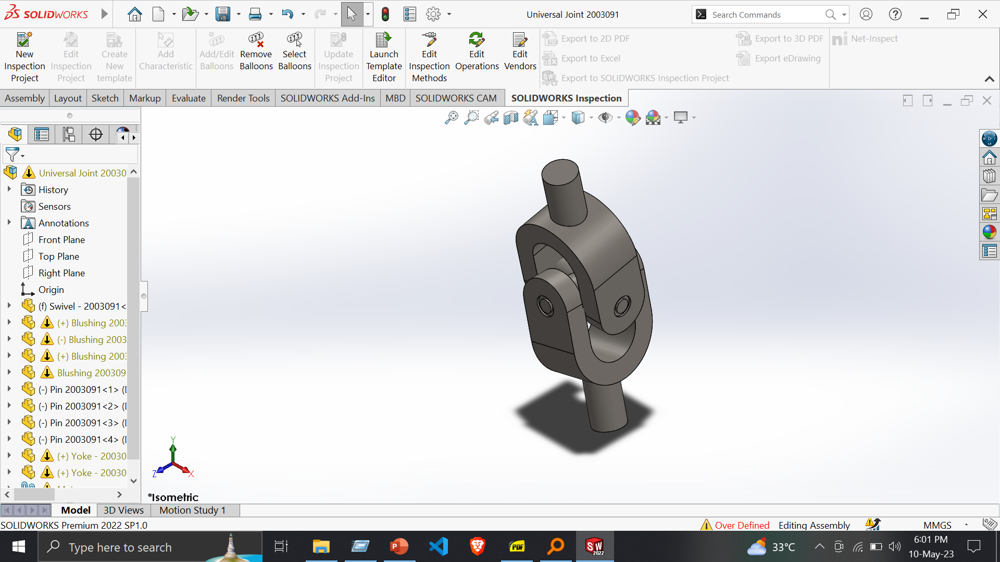 SOLIDWORKS
Universal Joint 2003091
Search Commands
New Inspection Project
Edit Inspection Project
Create New template
Add Characteristic
Add/Edit Balloons
Remove Balloons
Select Balloons
Update Inspection Project
Launch Template Editor
Edit Inspection Methods
Edit Operations
Edit Vendors
Export to 2D PDF
Export to Excel
Export to SOLIDWORKS Inspection Project
Export to 3D PDF
Export eDrawing
Net-Inspect
Assembly
Layout
Sketch
Markup
Evaluate
Render Tools
SOLIDWORKS Add-Ins
MBD
SOLIDWORKS CAM
SOLIDWORKS Inspection
Universal Joint 20030
History
Sensors
Annotations
Front Plane
Top Plane
Right Plane
Origin
(f) Swivel - 2003091<
(+) Blushing 2003
(-) Blushing 2003
(+) Blushing 2003
Blushing 200309
(-) Pin 2003091<1> (
(-) Pin 2003091<2> (
(-) Pin 2003091<3> (
(-) Pin 2003091<4> (
(+) Yoke - 20030
(+) Yoke - 20030
Y
Z
X
*Isometric
Model
3D Views
Motion Study 1
SOLIDWORKS Premium 2022 SP1.0
Over Defined
Editing Assembly
MMGS
Type here to search
PDF
SW 2022
33°C
6:01 PM
10-May-23